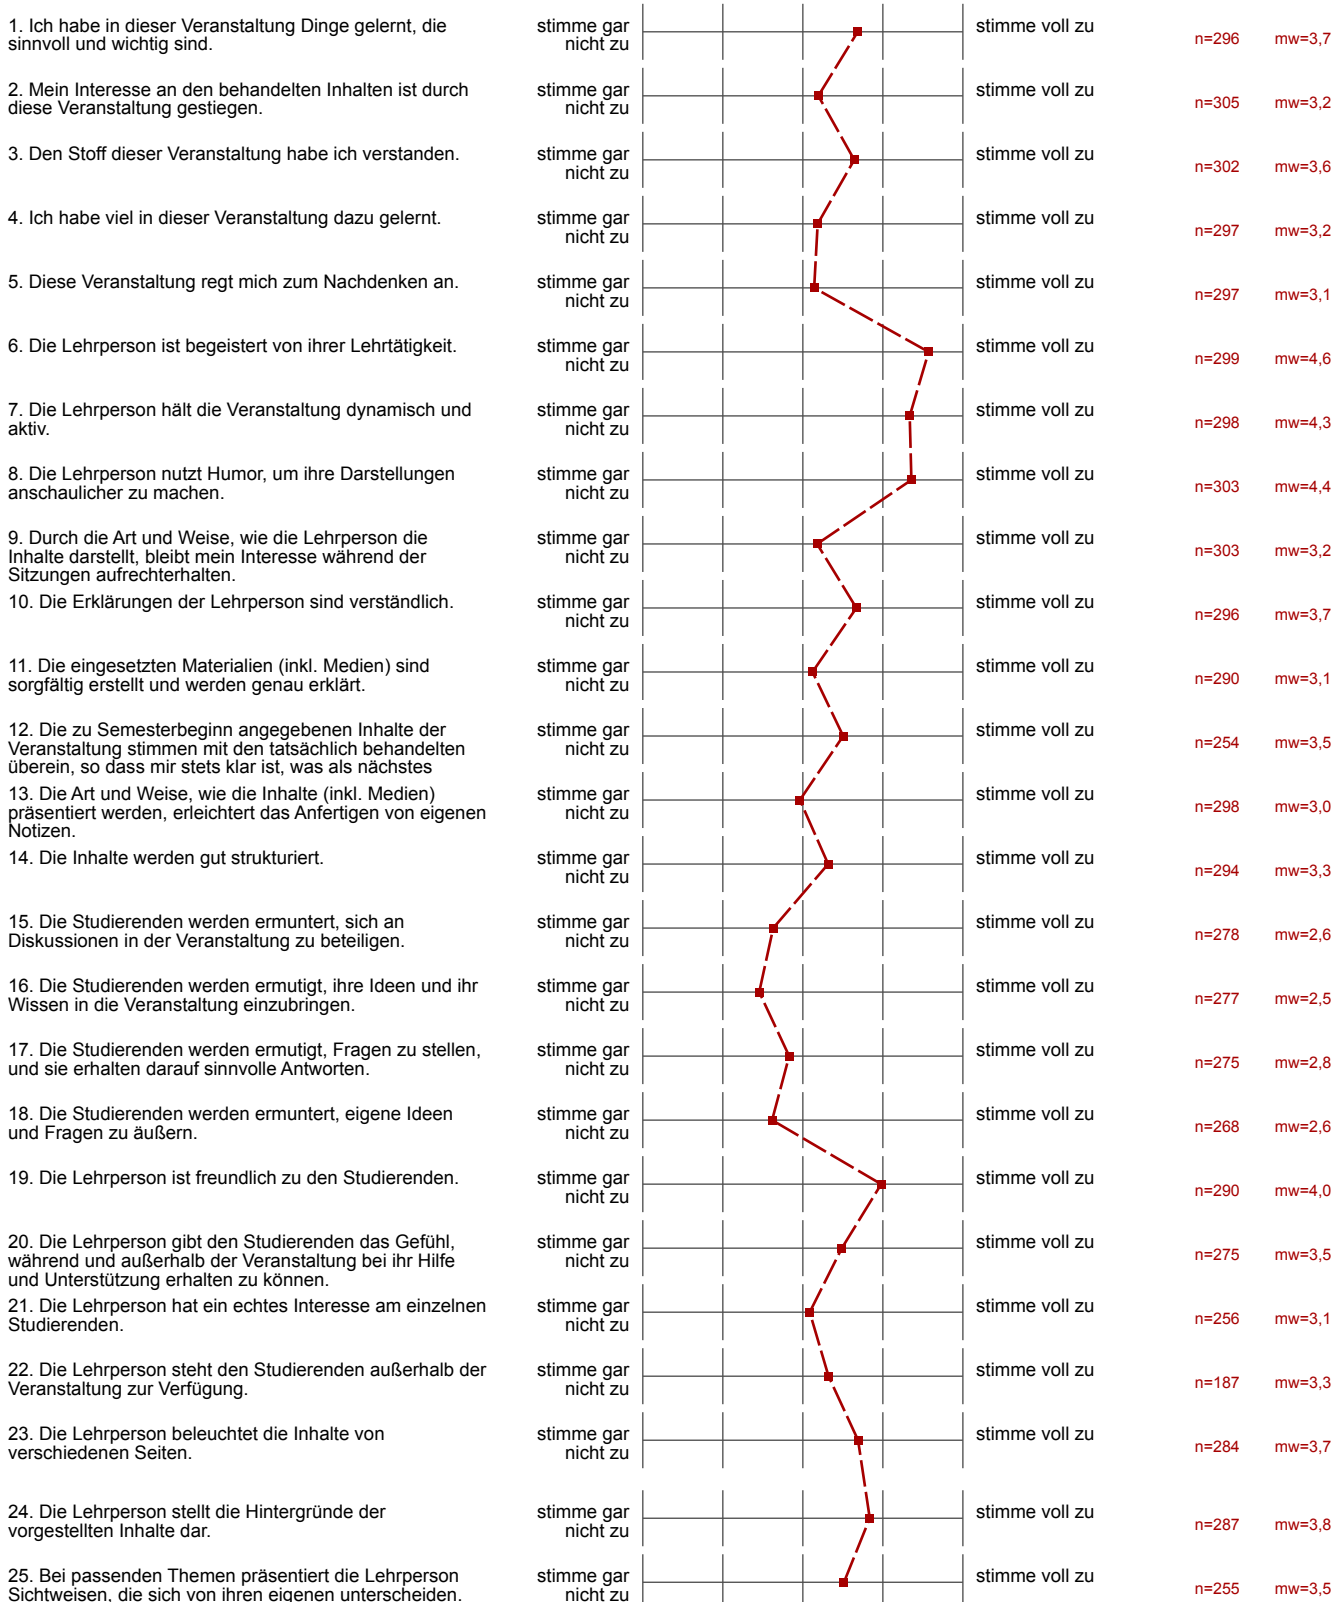 1. Ich habe in dieser Veranstaltung Dinge gelernt, die
sinnvoll und wichtig sind.
stimme gar
nicht zu
stimme voll zu
n=296 mw=3,7
2. Mein Interesse an den behandelten Inhalten ist durch
diese Veranstaltung gestiegen.
stimme gar
nicht zu
stimme voll zu
n=305 mw=3,2
3. Den Stoff dieser Veranstaltung habe ich verstanden.
stimme gar
nicht zu
stimme voll zu
n=302 mw=3,6
4. Ich habe viel in dieser Veranstaltung dazu gelernt.
stimme gar
nicht zu
stimme voll zu
n=297 mw=3,2
5. Diese Veranstaltung regt mich zum Nachdenken an.
stimme gar
nicht zu
stimme voll zu
n=297 mw=3,1
6. Die Lehrperson ist begeistert von ihrer Lehrtätigkeit.
stimme gar
nicht zu
stimme voll zu
n=299 mw=4,6
7. Die Lehrperson hält die Veranstaltung dynamisch und
aktiv.
stimme gar
nicht zu
stimme voll zu
n=298 mw=4,3
8. Die Lehrperson nutzt Humor, um ihre Darstellungen
anschaulicher zu machen.
stimme gar
nicht zu
stimme voll zu
n=303 mw=4,4
9. Durch die Art und Weise, wie die Lehrperson die
Inhalte darstellt, bleibt mein Interesse während der
Sitzungen aufrechterhalten.
stimme gar
nicht zu
stimme voll zu
n=303 mw=3,2
10. Die Erklärungen der Lehrperson sind verständlich.
stimme gar
nicht zu
stimme voll zu
n=296 mw=3,7
11. Die eingesetzten Materialien (inkl. Medien) sind
sorgfältig erstellt und werden genau erklärt.
stimme gar
nicht zu
stimme voll zu
n=290 mw=3,1
12. Die zu Semesterbeginn angegebenen Inhalte der
Veranstaltung stimmen mit den tatsächlich behandelten
überein, so dass mir stets klar ist, was als nächstes
stimme gar
nicht zu
stimme voll zu
n=254 mw=3,5
13. Die Art und Weise, wie die Inhalte (inkl. Medien)
präsentiert werden, erleichtert das Anfertigen von eigenen
Notizen.
stimme gar
nicht zu
stimme voll zu
n=298 mw=3,0
14. Die Inhalte werden gut strukturiert.
stimme gar
nicht zu
stimme voll zu
n=294 mw=3,3
15. Die Studierenden werden ermuntert, sich an
Diskussionen in der Veranstaltung zu beteiligen.
stimme gar
nicht zu
stimme voll zu
n=278 mw=2,6
16. Die Studierenden werden ermutigt, ihre Ideen und ihr
Wissen in die Veranstaltung einzubringen.
stimme gar
nicht zu
stimme voll zu
n=277 mw=2,5
17. Die Studierenden werden ermutigt, Fragen zu stellen,
und sie erhalten darauf sinnvolle Antworten.
stimme gar
nicht zu
stimme voll zu
n=275 mw=2,8
18. Die Studierenden werden ermuntert, eigene Ideen
und Fragen zu äußern.
stimme gar
nicht zu
stimme voll zu
n=268 mw=2,6
19. Die Lehrperson ist freundlich zu den Studierenden.
stimme gar
nicht zu
stimme voll zu
n=290 mw=4,0
20. Die Lehrperson gibt den Studierenden das Gefühl,
während und außerhalb der Veranstaltung bei ihr Hilfe
und Unterstützung erhalten zu können.
stimme gar
nicht zu
stimme voll zu
n=275 mw=3,5
21. Die Lehrperson hat ein echtes Interesse am einzelnen
Studierenden.
stimme gar
nicht zu
stimme voll zu
n=256 mw=3,1
22. Die Lehrperson steht den Studierenden außerhalb der
Veranstaltung zur Verfügung.
stimme gar
nicht zu
stimme voll zu
n=187 mw=3,3
23. Die Lehrperson beleuchtet die Inhalte von
verschiedenen Seiten.
stimme gar
nicht zu
stimme voll zu
n=284 mw=3,7
24. Die Lehrperson stellt die Hintergründe der
vorgestellten Inhalte dar.
stimme gar
nicht zu
stimme voll zu
n=287 mw=3,8
25. Bei passenden Themen präsentiert die Lehrperson
Sichtweisen, die sich von ihren eigenen unterscheiden.
stimme gar
nicht zu
stimme voll zu
n=255 mw=3,5